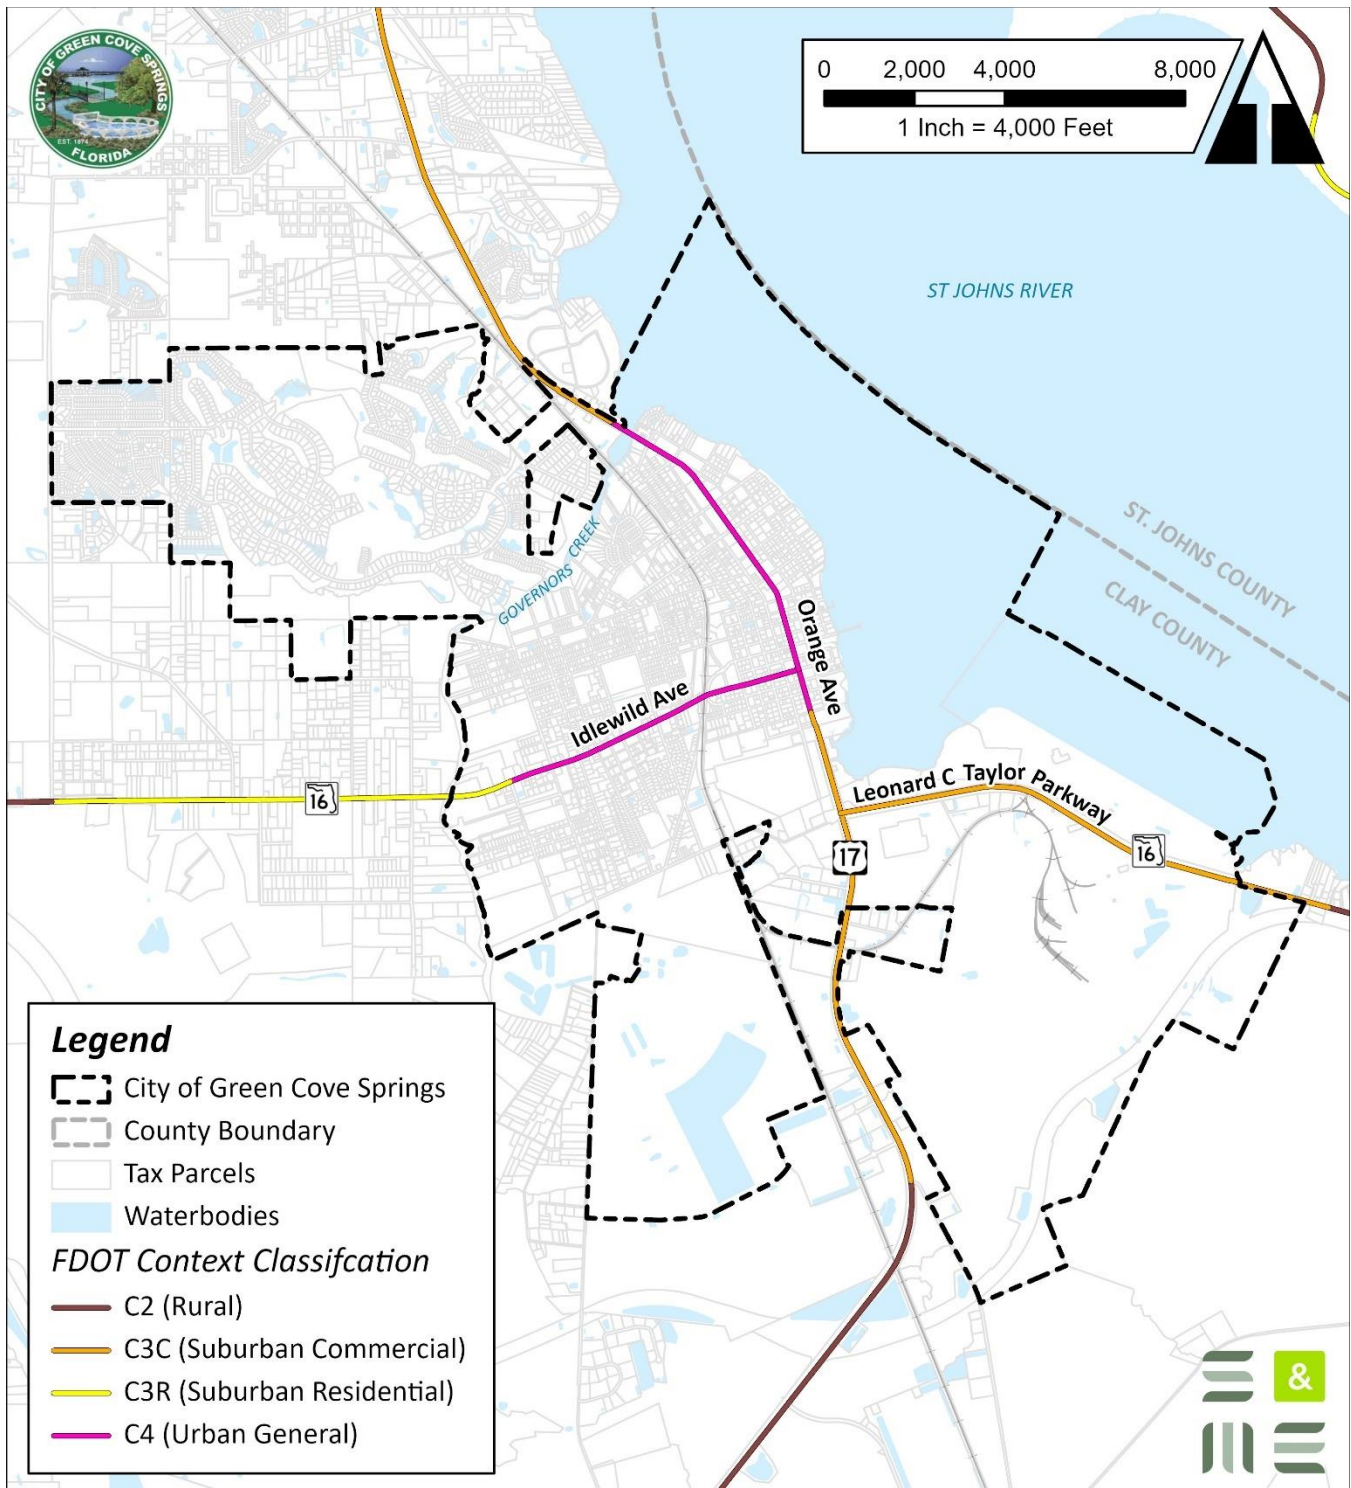 CITY OF GREEN COVE SPRINGS
EST. 1874
FLORIDA
0 2,000 4,000 8,000
1 Inch = 4,000 Feet
ST JOHNS RIVER
ST. JOHNS COUNTY
CLAY COUNTY
GOVERNORS CREEK
Orange Ave
Idlewild Ave
Leonard C Taylor Parkway
16
17
16
Legend
City of Green Cove Springs
County Boundary
Tax Parcels
Waterbodies
FDOT Context Classifcation
C2 (Rural)
C3C (Suburban Commercial)
C3R (Suburban Residential)
C4 (Urban General)
S &
M E